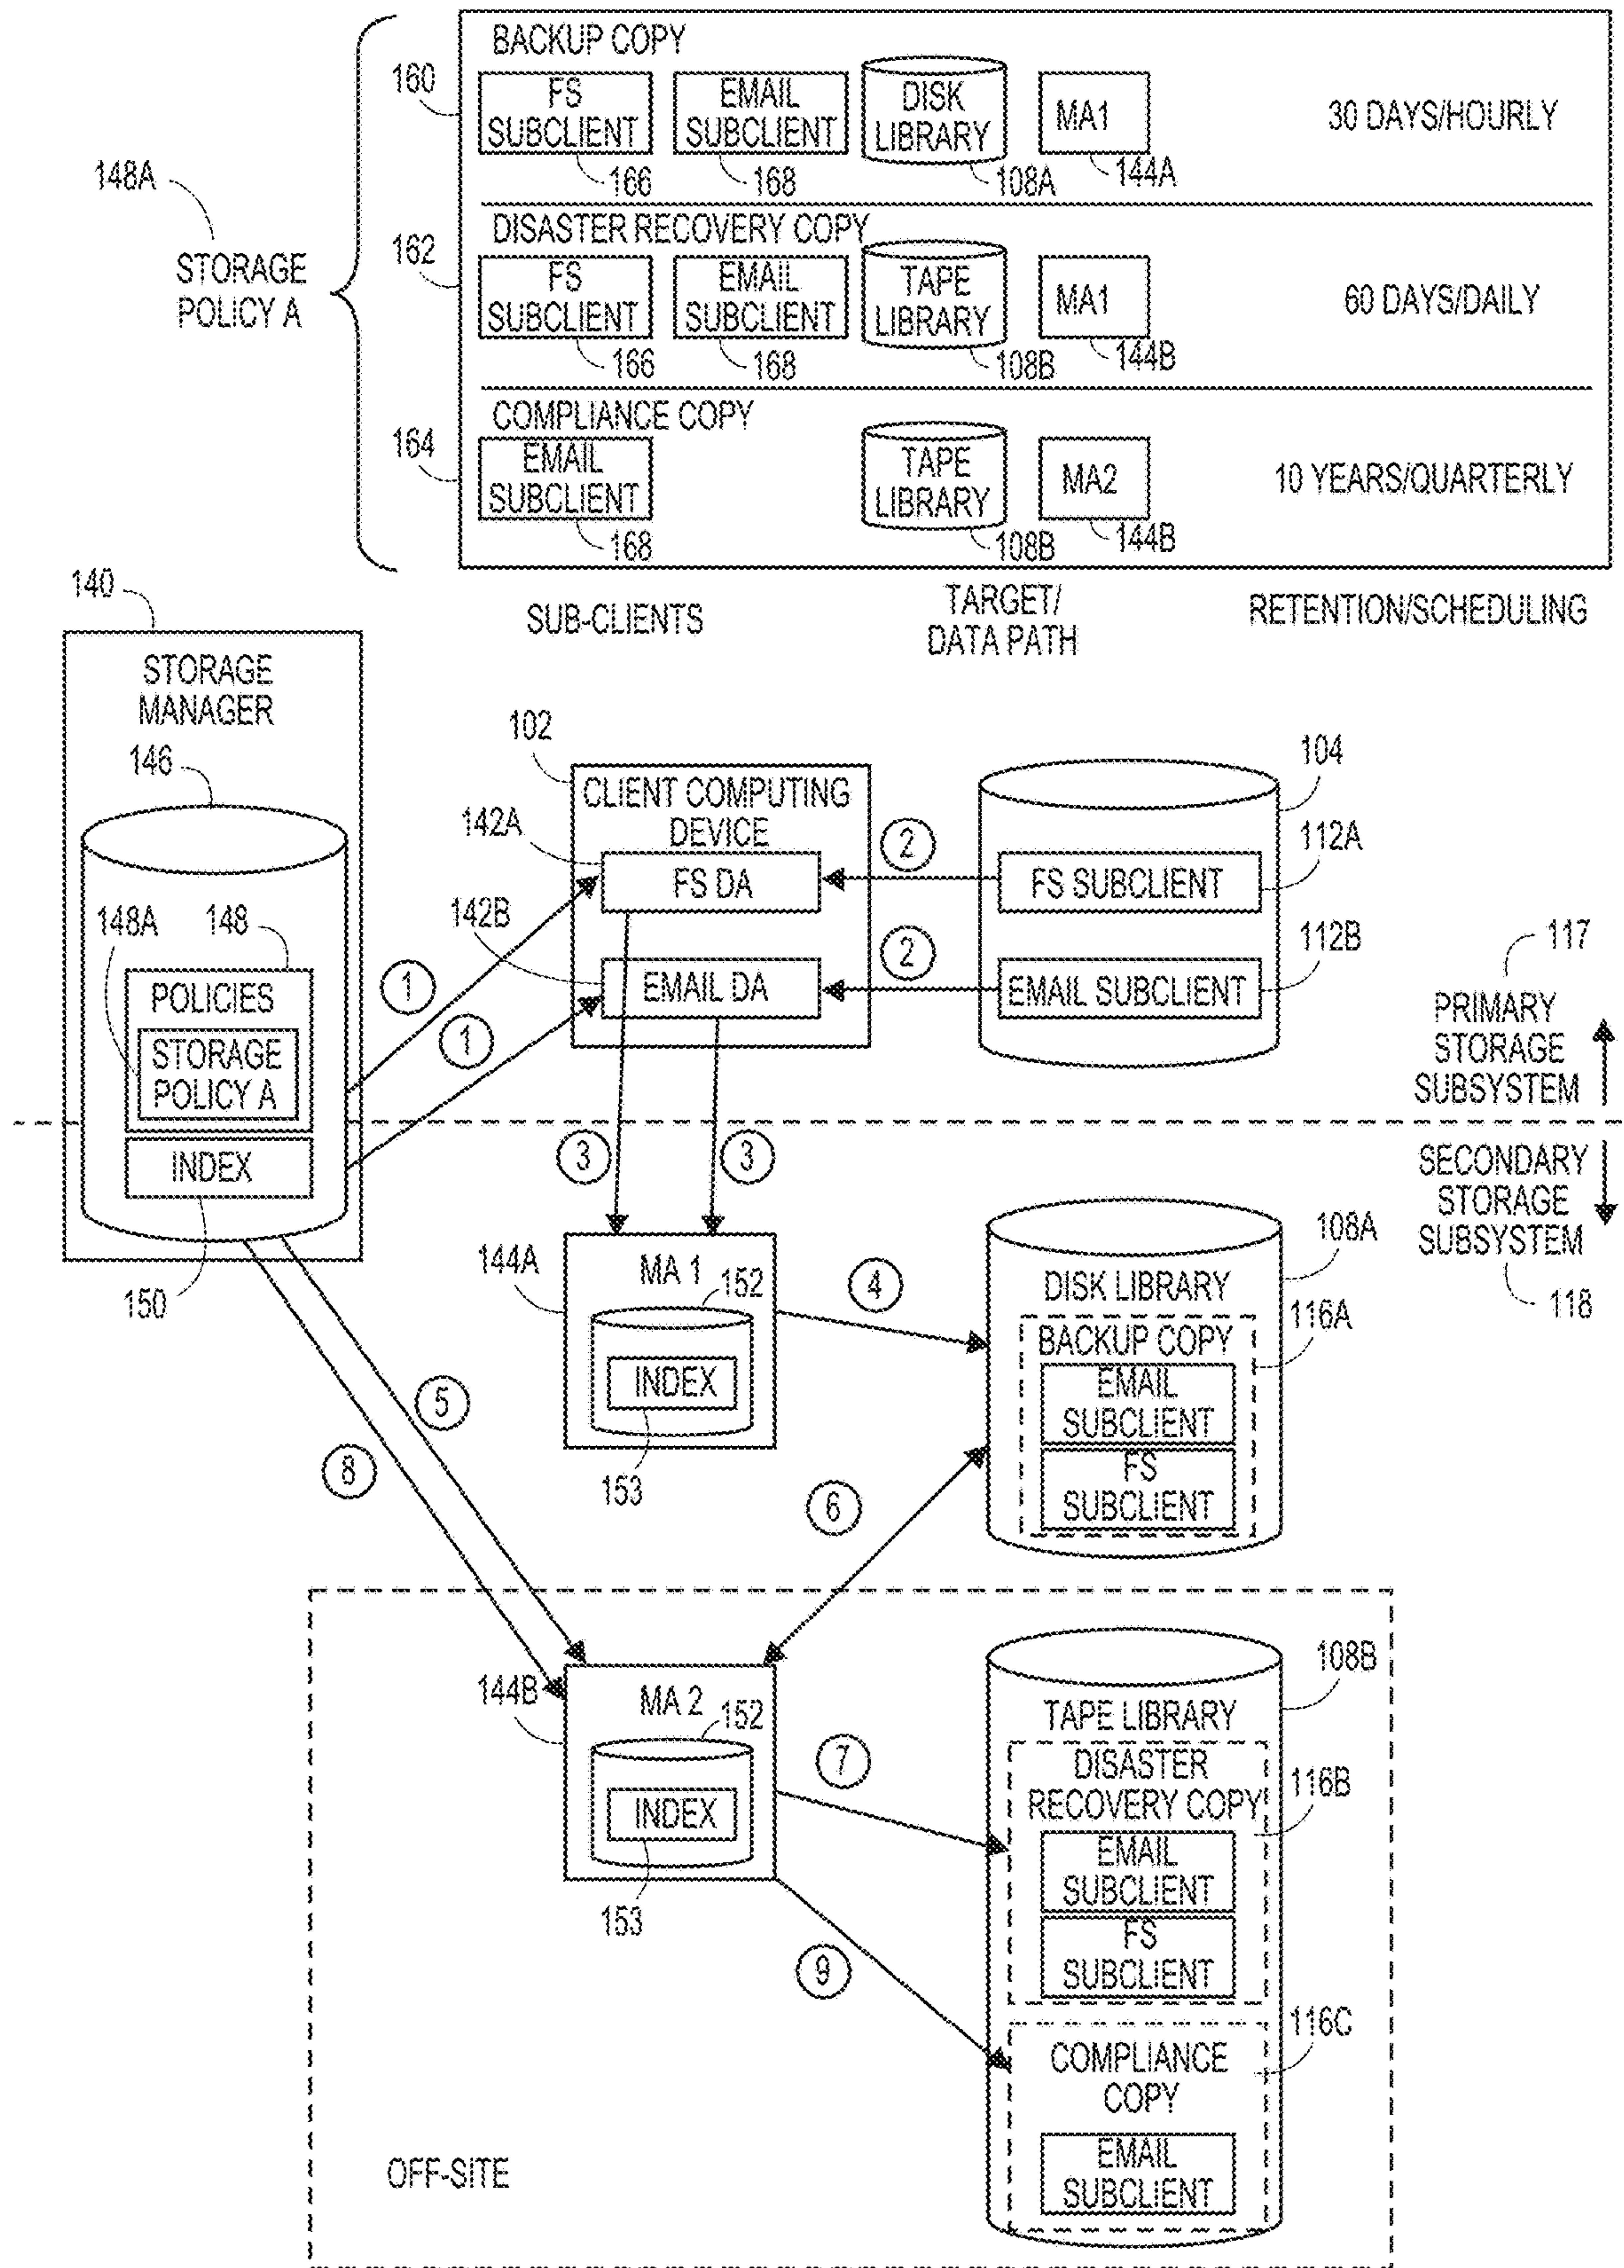 BACKUP COPY
160
FS
SUBCLIENT
166
EMAIL
SUBCLIENT
168
DISK
LIBRARY
108A
MA1
144A
30 DAYS/HOURLY
148A
STORAGE
POLICY A
DISASTER RECOVERY COPY
162
FS
SUBCLIENT
166
EMAIL
SUBCLIENT
168
TAPE
LIBRARY
108B
MA1
144B
60 DAYS/DAILY
COMPLIANCE COPY
164
EMAIL
SUBCLIENT
168
TAPE
LIBRARY
108B
MA2
144B
10 YEARS/QUARTERLY
SUB-CLIENTS
TARGET/
DATA PATH
RETENTION/SCHEDULING
140
STORAGE
MANAGER
146
148A
148
POLICIES
STORAGE
POLICY A
INDEX
150
102
CLIENT COMPUTING
DEVICE
142A
FS DA
142B
EMAIL DA
104
112A
FS SUBCLIENT
112B
EMAIL SUBCLIENT
1
1
2
2
117
PRIMARY
STORAGE
SUBSYSTEM
SECONDARY
STORAGE
SUBSYSTEM
118
3
3
144A
MA 1
152
INDEX
153
4
108A
DISK LIBRARY
116A
BACKUP COPY
EMAIL
SUBCLIENT
FS
SUBCLIENT
5
8
6
144B
MA 2
152
INDEX
153
7
9
108B
TAPE LIBRARY
DISASTER
RECOVERY COPY
116B
EMAIL
SUBCLIENT
FS
SUBCLIENT
116C
COMPLIANCE
COPY
EMAIL
SUBCLIENT
OFF-SITE